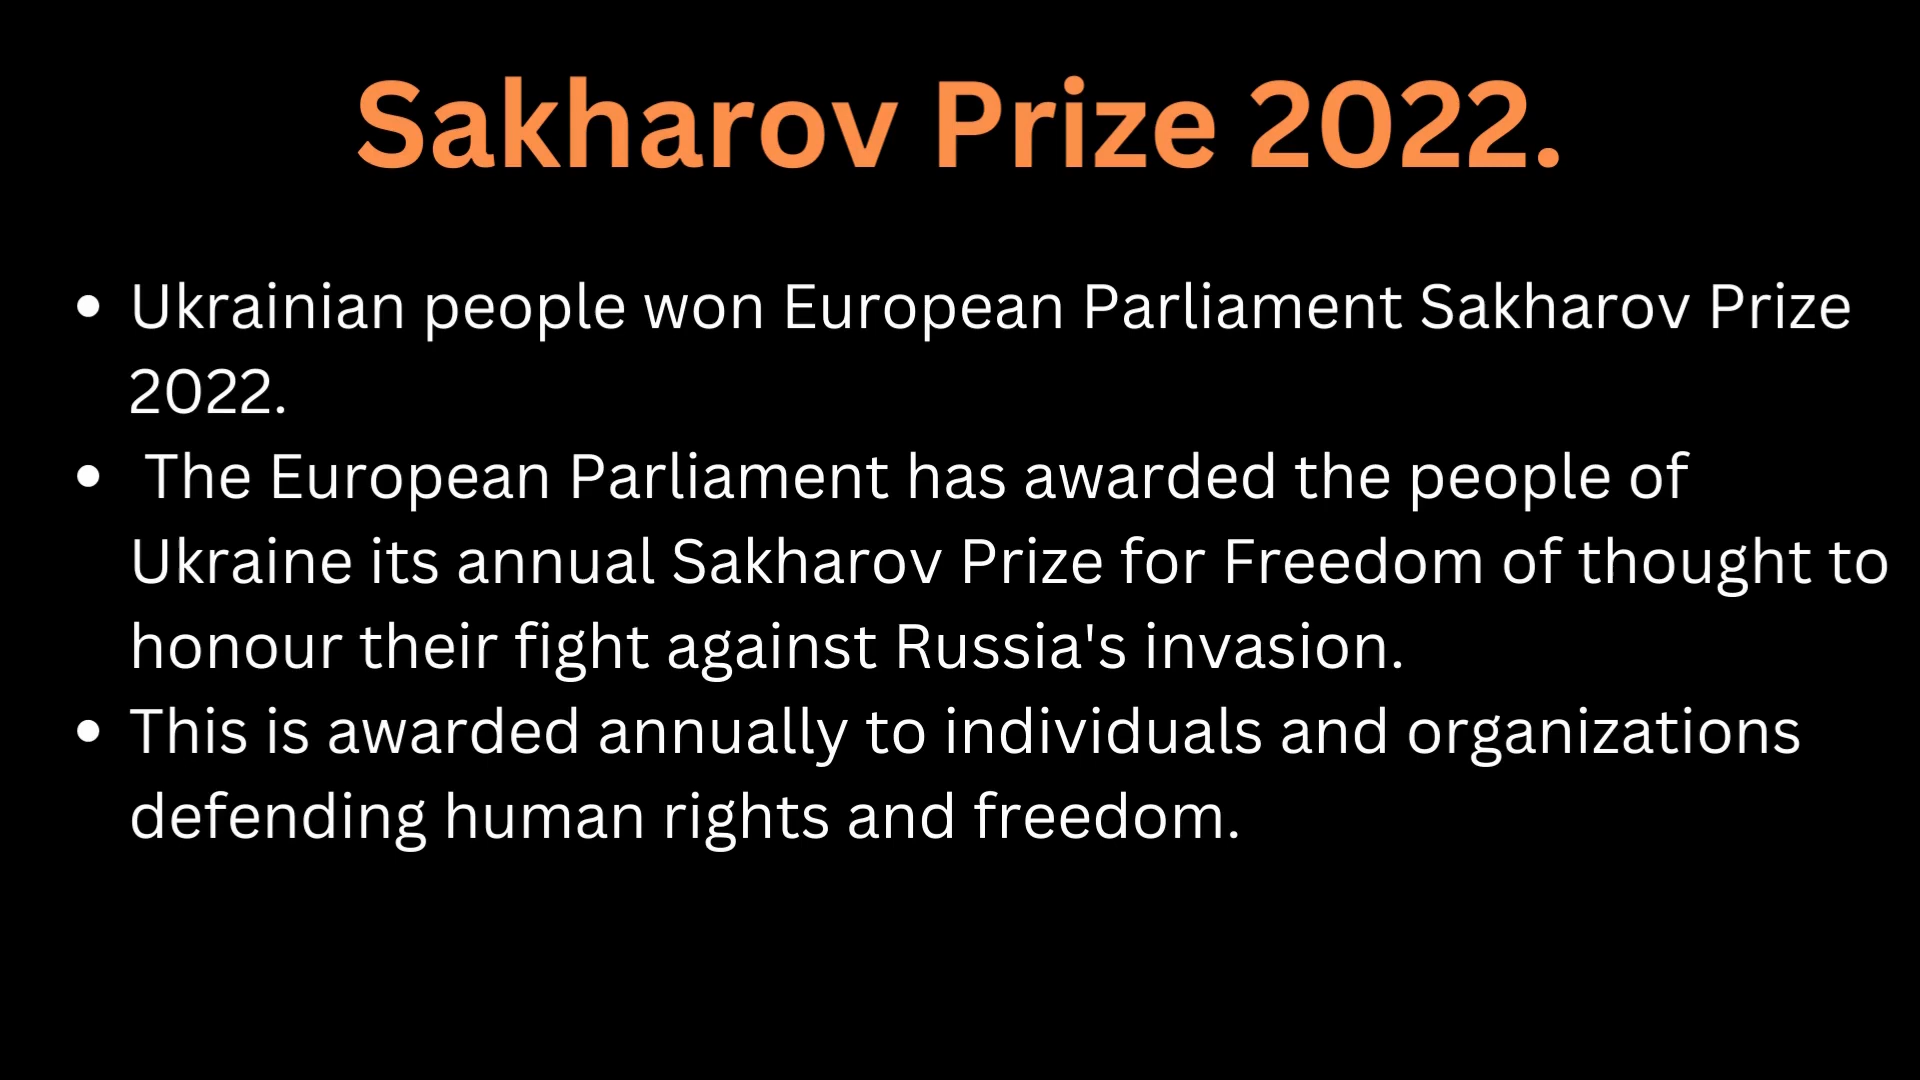 Sakharov Prize 2022.
• Ukrainian people won European Parliament Sakharov Prize
2022.
• The European Parliament has awarded the people of
Ukraine its annual Sakharov Prize for Freedom of thought to
honour their fight against Russia's invasion.
• This is awarded annually to individuals and organizations
defending human rights and freedom.